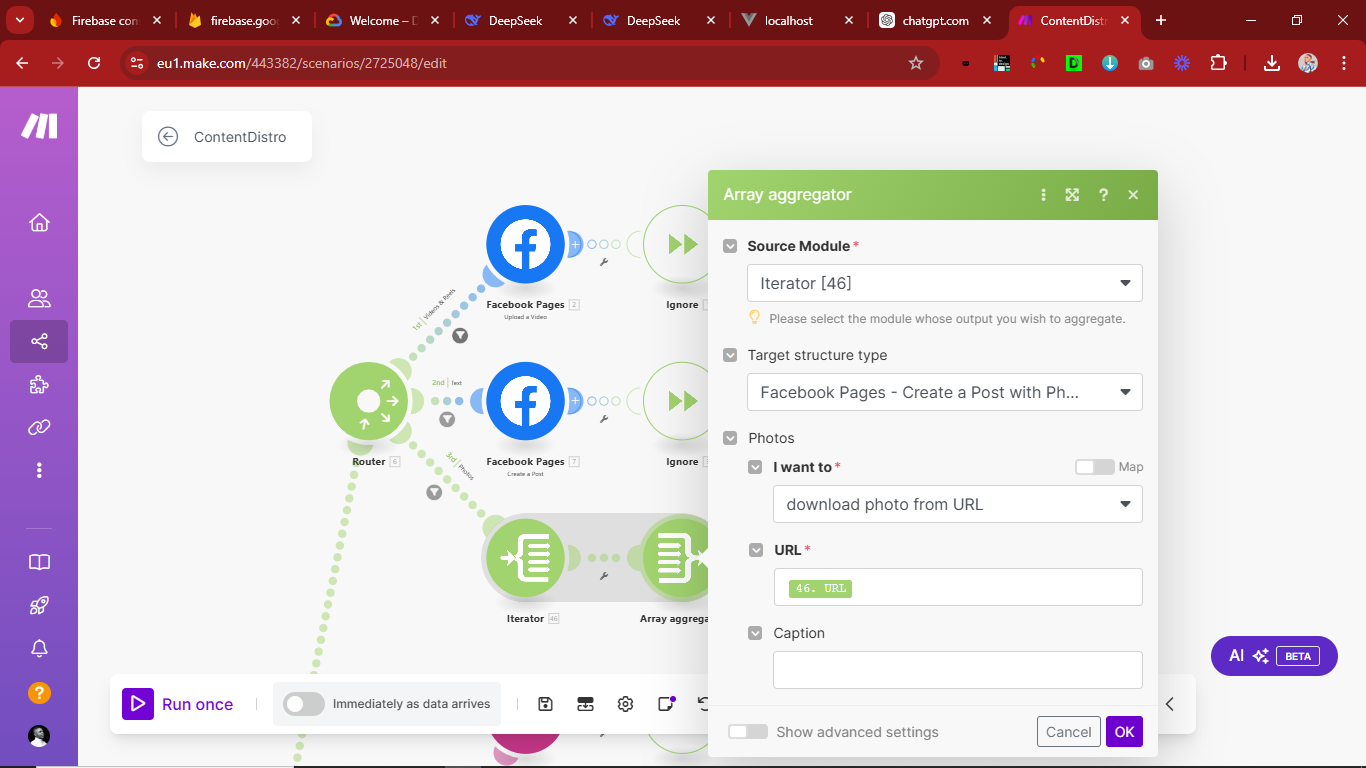 Firebase con
firebase.goo
Welcome – D
DeepSeek
DeepSeek
localhost
chatgpt.com
ContentDistr
eu1.make.com/443382/scenarios/2725048/edit
ContentDistro
Array aggregator
Source Module*
Iterator [46]
Please select the module whose output you wish to aggregate.
Target structure type
Facebook Pages - Create a Post with Ph...
Photos
I want to*
Map
download photo from URL
URL*
46. URL
Caption
Show advanced settings
Cancel
OK
Facebook Pages 2
Upload a Video
Ignore
1st Videos & Reels
2nd Text
Facebook Pages 7
Create a Post
Ignore
Router 6
3rd Photos
Iterator 46
Array aggrega
AI BETA
Run once
Immediately as data arrives